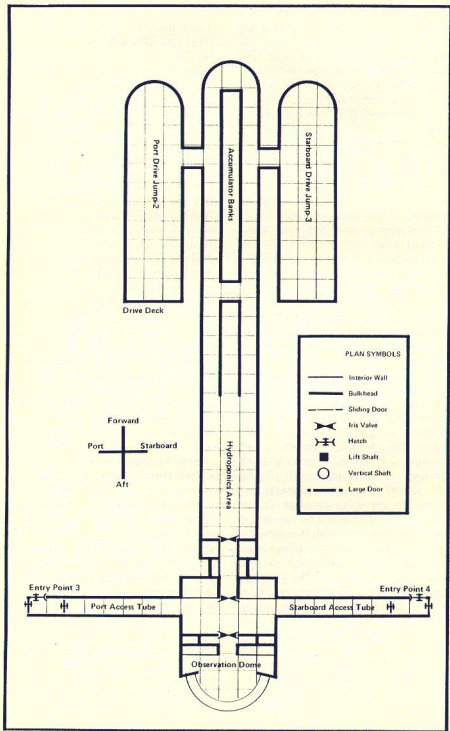 Port Drive Jump-2
Accumulator Banks
Starboard Drive Jump-3
Drive Deck
PLAN SYMBOLS
Interior Wall
Bulkhead
Sliding Door
Iris Valve
Hatch
Lift Shaft
Vertical Shaft
Large Door
Forward
Port Starboard
Aft
Hydroponics Area
Entry Point 3
Entry Point 4
Port Access Tube
Starboard Access Tube
Observation Dome